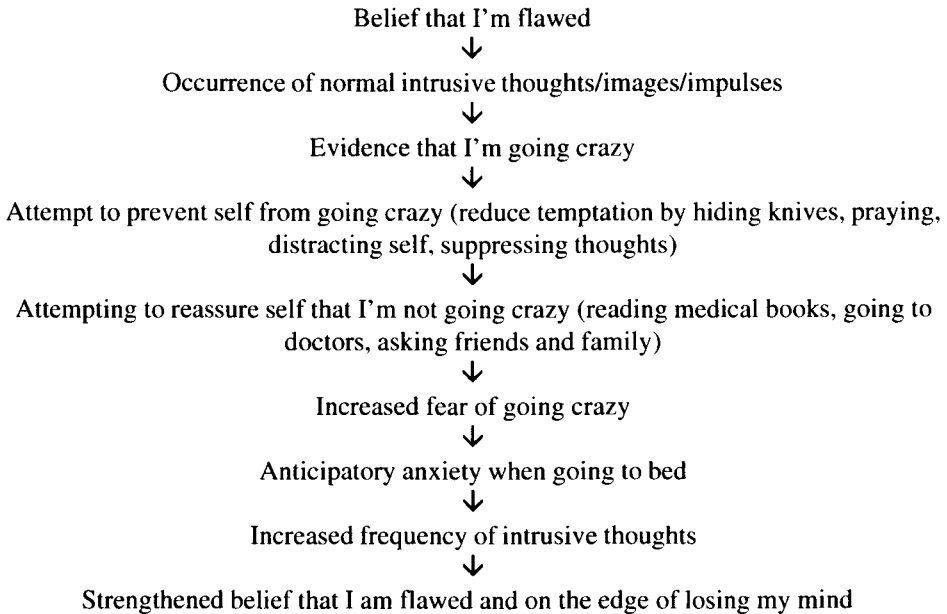 Belief that I'm flawed
↓
Occurrence of normal intrusive thoughts/images/impulses
↓
Evidence that I'm going crazy
↓
Attempt to prevent self from going crazy (reduce temptation by hiding knives, praying,
distracting self, suppressing thoughts)
↓
Attempting to reassure self that I'm not going crazy (reading medical books, going to
doctors, asking friends and family)
↓
Increased fear of going crazy
↓
Anticipatory anxiety when going to bed
↓
Increased frequency of intrusive thoughts
↓
Strengthened belief that I am flawed and on the edge of losing my mind